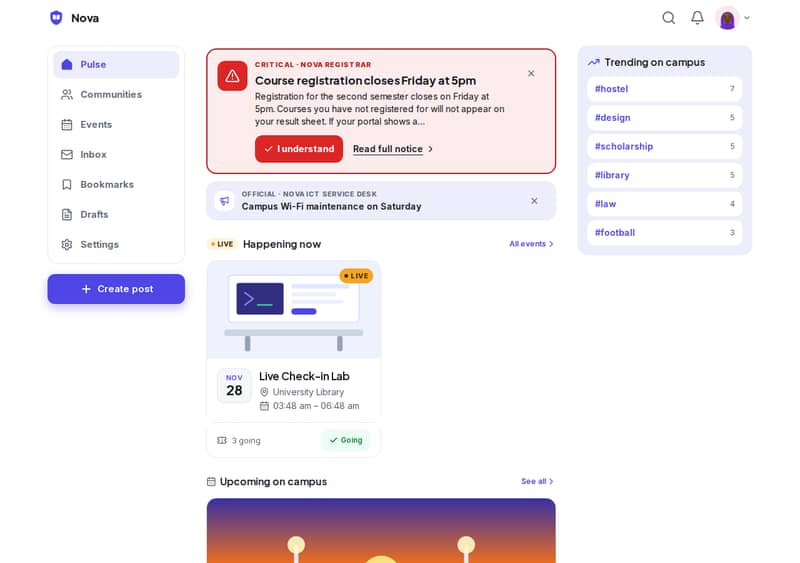 Nova
Pulse
Communities
Events
Inbox
Bookmarks
Drafts
Settings
Create post
CRITICAL · NOVA REGISTRAR
Course registration closes Friday at 5pm
Registration for the second semester closes on Friday at
5pm. Courses you have not registered for will not appear on
your result sheet. If your portal shows a...
I understand
Read full notice
OFFICIAL · NOVA ICT SERVICE DESK
Campus Wi-Fi maintenance on Saturday
LIVE
Happening now
All events
LIVE
NOV
28
Live Check-in Lab
University Library
03:48 am – 06:48 am
3 going
Going
Upcoming on campus
See all
Trending on campus
#hostel 7
#design 5
#scholarship 5
#library 5
#law 4
#football 3